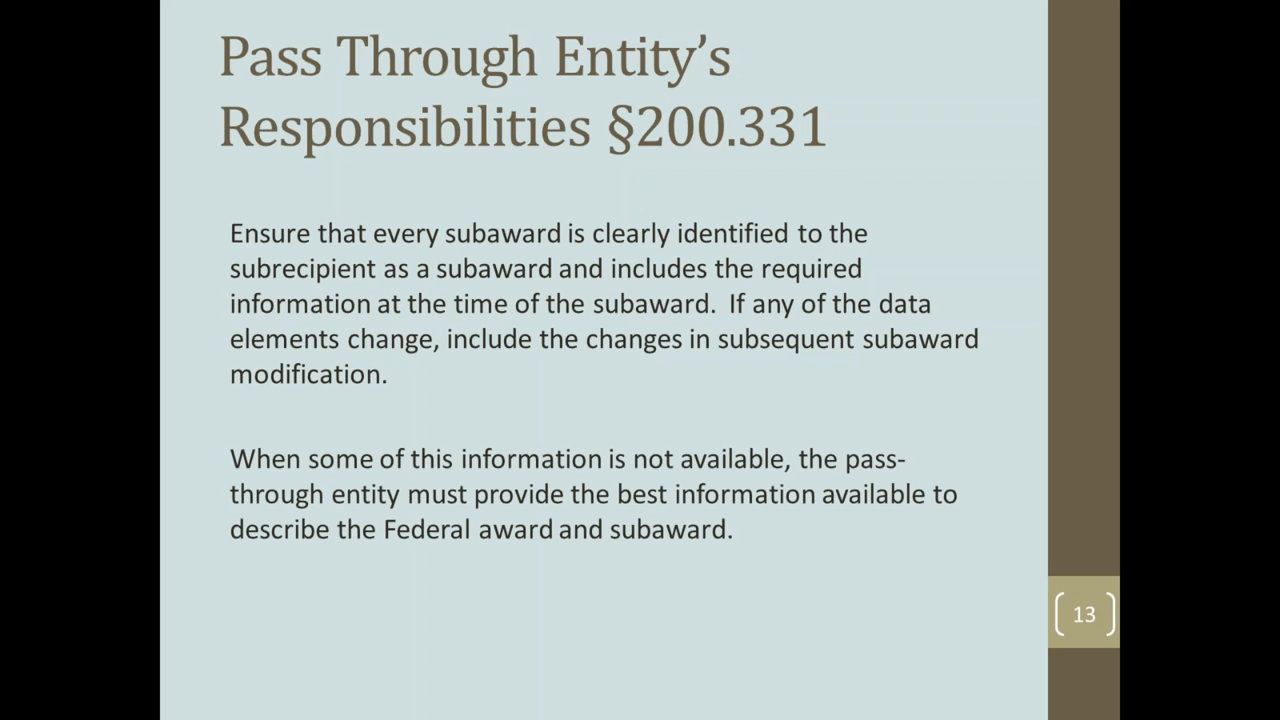 Pass Through Entity’s
Responsibilities §200.331
Ensure that every subaward is clearly identified to the
subrecipient as a subaward and includes the required
information at the time of the subaward.  If any of the data
elements change, include the changes in subsequent subaward
modification.
When some of this information is not available, the pass-
through entity must provide the best information available to
describe the Federal award and subaward.
13